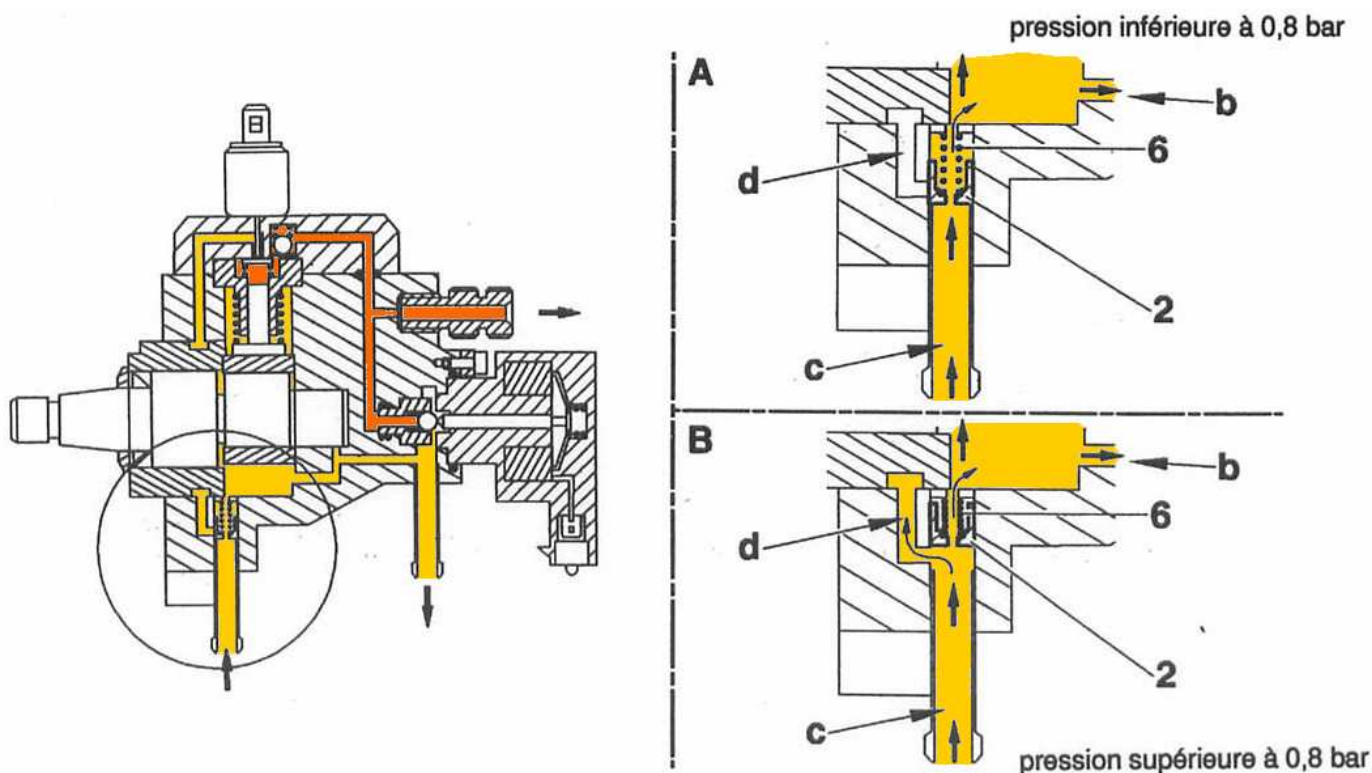 pression inférieure à 0,8 bar
A
b
6
d
2
c
B
b
6
d
2
c
pression supérieure à 0,8 bar